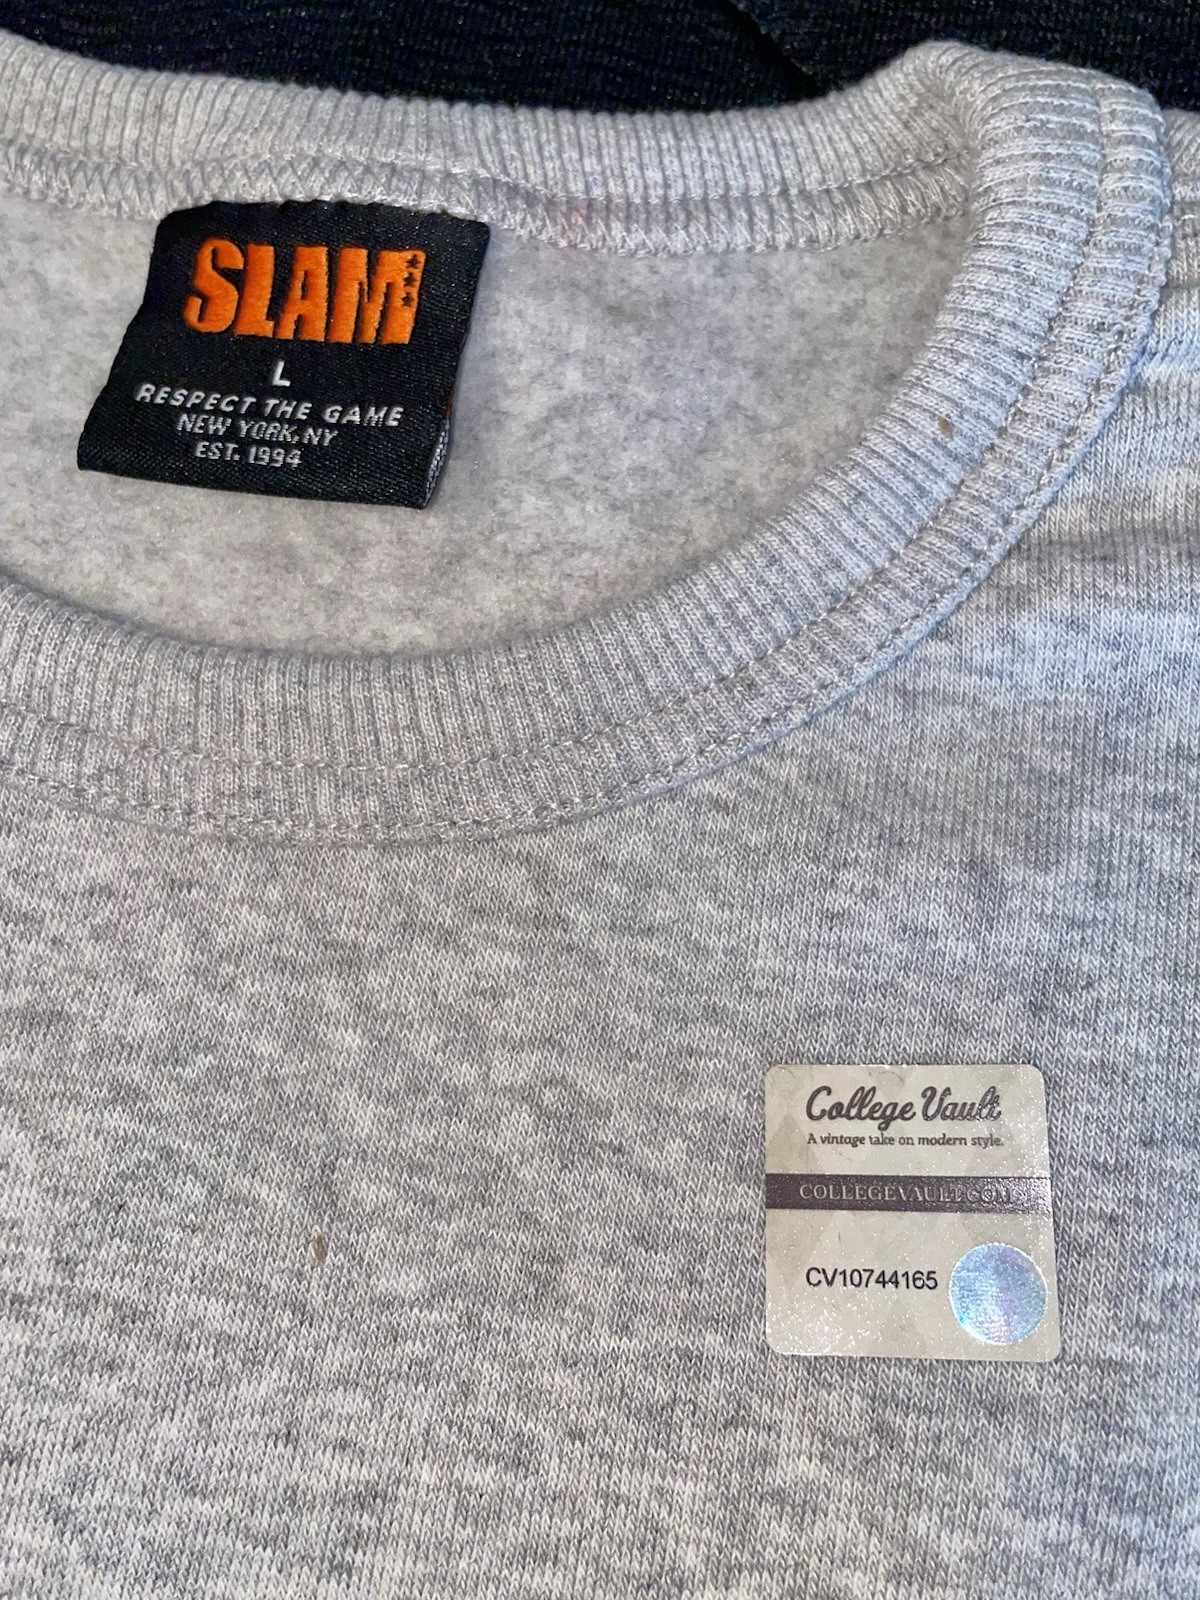 SLAM
L
RESPECT THE GAME
NEW YORK, NY
EST. 1994
College Vault
A vintage take on modern style.
COLLEGEVAULT.COM
CV10744165